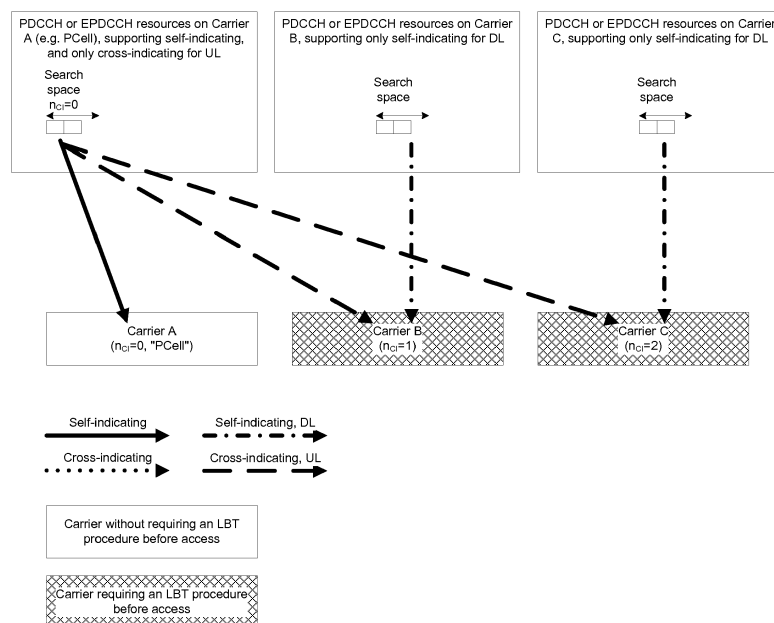 PDCCH or EPDCCH resources on Carrier
A (e.g. PCell), supporting self-indicating,
and only cross-indicating for UL
PDCCH or EPDCCH resources on Carrier
B, supporting only self-indicating for DL
PDCCH or EPDCCH resources on Carrier
C, supporting only self-indicating for DL
Search
space
nCI=0
Search
space
Search
space
Carrier A
(nCI=0, "PCell")
Carrier B
(nCI=1)
Carrier C
(nCI=2)
Self-indicating
Self-indicating, DL
Cross-indicating
Cross-indicating, UL
Carrier without requiring an LBT
procedure before access
Carrier requiring an LBT procedure
before access